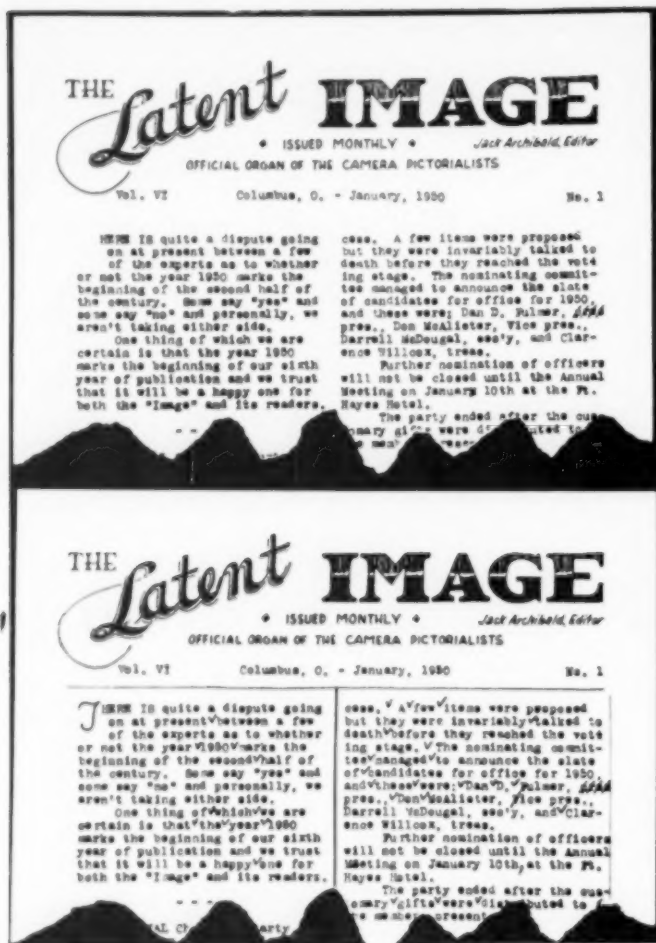 THE Latent IMAGE
• ISSUED MONTHLY • Jack Archibald, Editor
OFFICIAL ORGAN OF THE CAMERA PICTORIALISTS
Vol. VI Columbus, O. - January, 1950 No. 1
HERE IS quite a dispute going
on at present between a few
of the experts as to whether
or not the year 1950 marks the
beginning of the second half of
the century. Some say "yes" and
some say "no" and personally, we
aren't taking either side.
One thing of which we are
certain is that the year 1950
marks the beginning of our sixth
year of publication and we trust
that it will be a happy one for
both the "Image" and its readers.
- -
cess. A few items were proposed
but they were invariably talked to
death before they reached the vot-
ing stage. The nominating commit-
tee managed to announce the slate
of candidates for office for 1950,
and these were; Dan D. Fulmer,
pres., Don McAlister, Vice pres.,
Darrell McDougal, sec'y, and Clar-
ence Willcox, treas.
Further nomination of officers
will not be closed until the Annual
Meeting on January 10th at the Ft.
Hayes Hotel.
The party ended after the cus-
omary gifts were distributed to
THE Latent IMAGE
• ISSUED MONTHLY • Jack Archibald, Editor
OFFICIAL ORGAN OF THE CAMERA PICTORIALISTS
Vol. VI Columbus, O. - January, 1950 No. 1
THERE IS quite a dispute going
on at present between a few
of the experts as to whether
or not the year 1950 marks the
beginning of the second half of
the century. Some say "yes" and
some say "no" and personally, we
aren't taking either side.
One thing of which we are
certain is that the year 1950
marks the beginning of our sixth
year of publication and we trust
that it will be a happy one for
both the "Image" and its readers.
- - -
party
cess. A few items were proposed
but they were invariably talked to
death before they reached the vot-
ing stage. The nominating commit-
tee managed to announce the slate
of candidates for office for 1950,
and these were; Dan D. Fulmer,
pres., Don McAlister, Vice pres.,
Darrell McDougal, sec'y, and Clar-
ence Willcox, treas.
Further nomination of officers
will not be closed until the Annual
Meeting on January 10th, at the Ft.
Hayes Hotel.
The party ended after the cus-
omary gifts were distributed to
members present